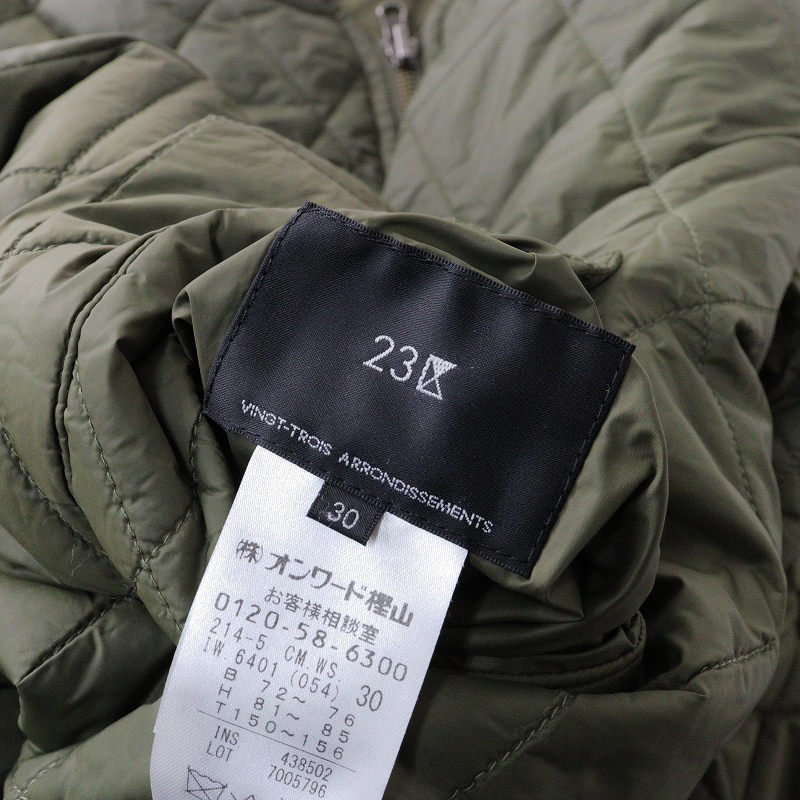 23区
VINGT-TROIS ARRONDISSEMENTS
30
(株)オンワード樫山
お客様相談室
0120-58-6300
214-5 CM.WS.
IW.6401(054) 30
B 72～ 76
H 81～ 85
T150～156
INS 438502
LOT 7005796